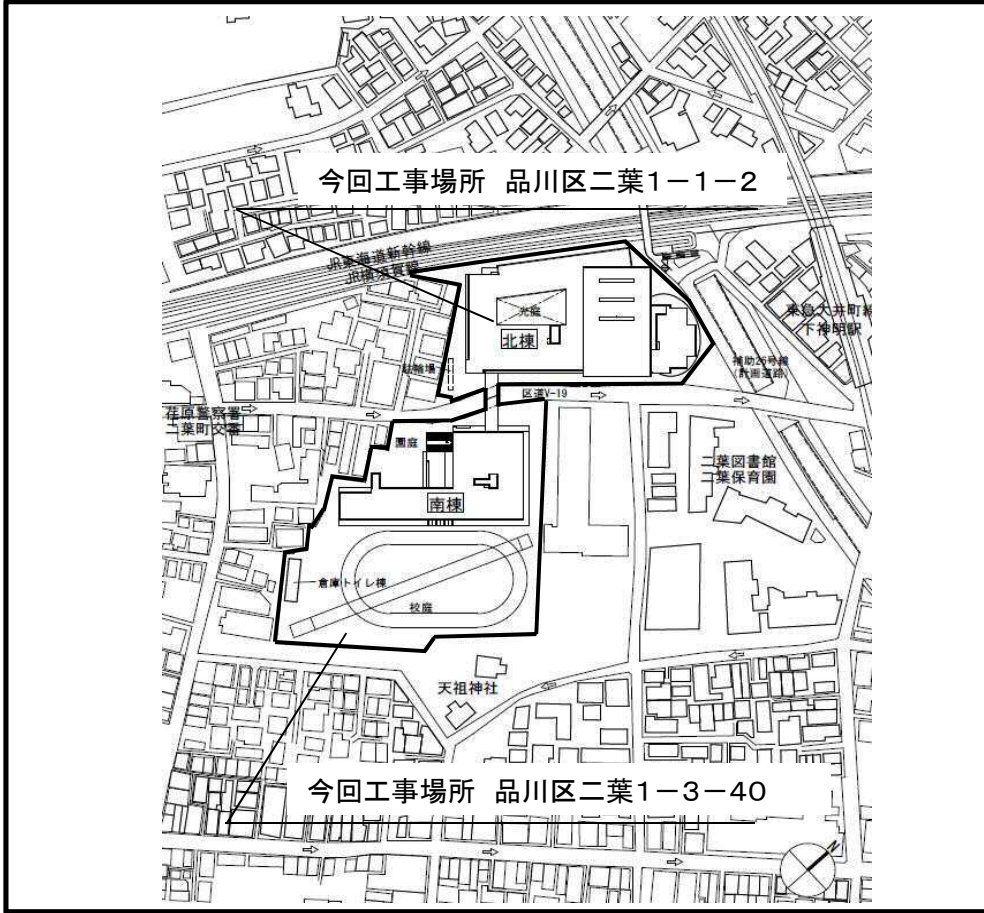 今回工事場所 品川区二葉1-1-2
JR東海道新幹線
JR横須賀線
光庭
北棟
東急大井町線
下神明駅
補助26号線
(計画道路)
駐輪場
区道V-19
荏原警察署
二葉町交番
園庭
二葉図書館
二葉保育園
南棟
倉庫トイレ棟
校庭
天祖神社
今回工事場所 品川区二葉1-3-40
N